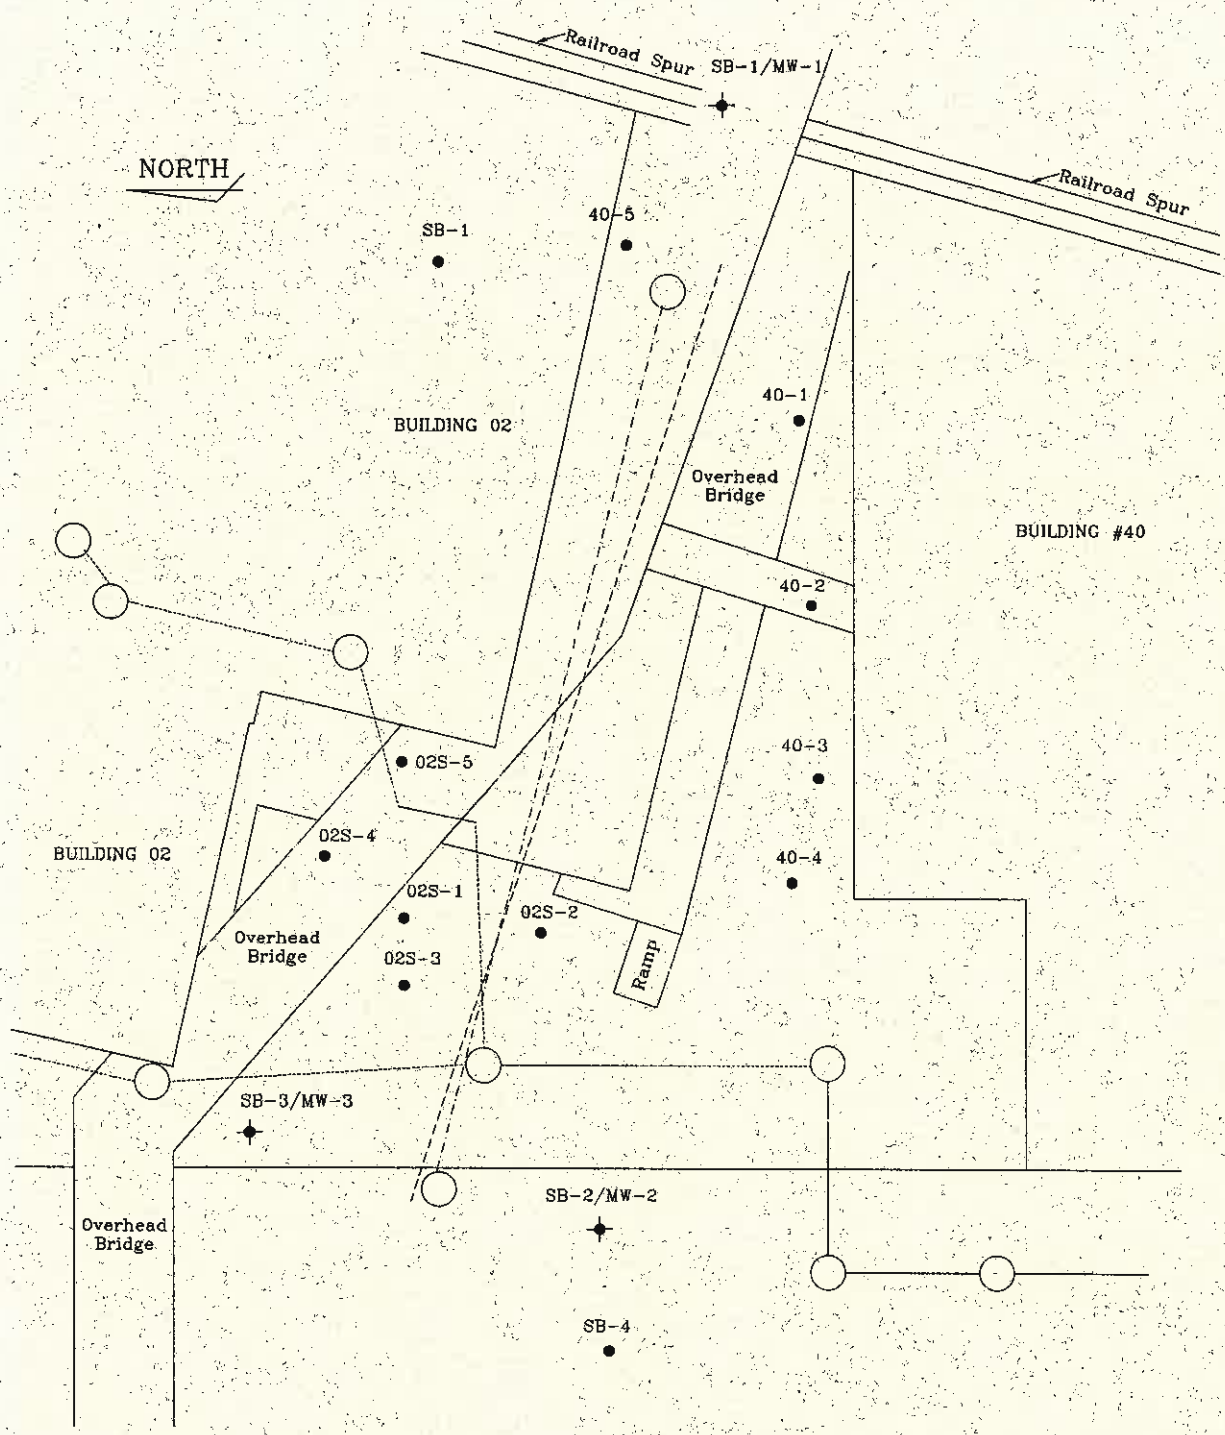 Railroad Spur
SB-1/MW-1
NORTH
Railroad Spur
40-5
SB-1
40-1
BUILDING 02
Overhead
Bridge
BUILDING #40
40-2
40-3
02S-5
02S-4
BUILDING 02
40-4
02S-1
02S-2
Overhead
Bridge
02S-3
Ramp
SB-3/MW-3
SB-2/MW-2
Overhead
Bridge
SB-4